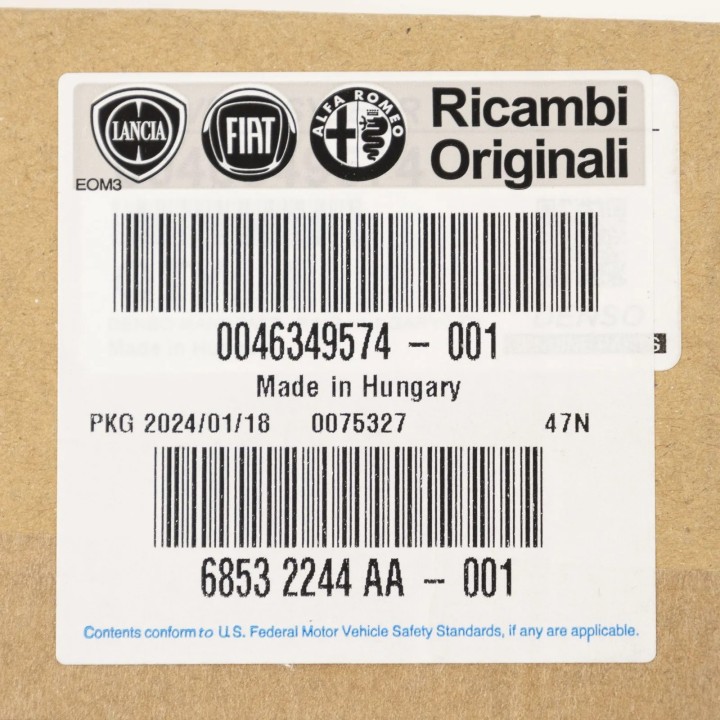 LANCIA FIAT ALFA ROMEO Ricambi
Originali
EOM3
0046349574 - 001
Made in Hungary
PKG 2024/01/18 0075327 47N
6853 2244 AA - 001
Contents conform to U.S. Federal Motor Vehicle Safety Standards, if any are applicable.